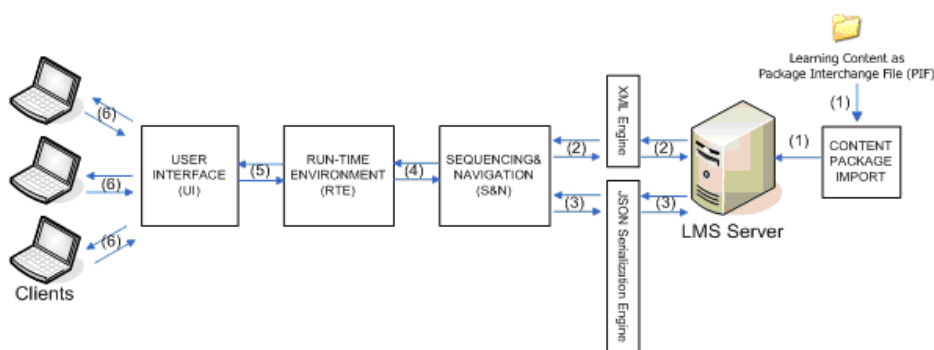 Learning Content as
Package Interchange File (PIF)
(1)
(1)
CONTENT
PACKAGE
IMPORT
LMS Server
XML Engine
(2)
(2)
JSON Serialization Engine
(3)
(3)
SEQUENCING&
NAVIGATION
(S&N)
(4)
RUN-TIME
ENVIRONMENT
(RTE)
(5)
USER
INTERFACE
(UI)
(6)
(6)
(6)
Clients